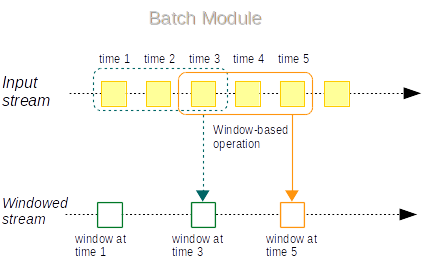 Batch Module
time 1 time 2 time 3 time 4 time 5
Input
stream
Window-based
operation
Windowed
stream
window at
time 1
window at
time 3
window at
time 5